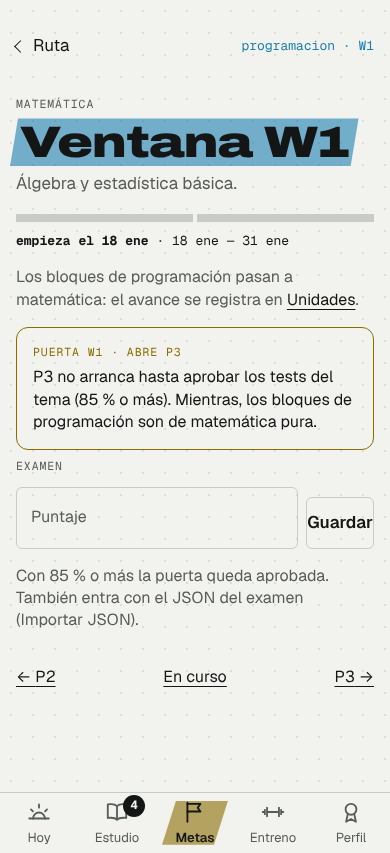 Ruta
programacion · W1
MATEMÁTICA
Ventana W1
Álgebra y estadística básica.
empieza el 18 ene · 18 ene — 31 ene
Los bloques de programación pasan a
matemática: el avance se registra en Unidades.
PUERTA W1 · ABRE P3
P3 no arranca hasta aprobar los tests del
tema (85 % o más). Mientras, los bloques de
programación son de matemática pura.
EXAMEN
Puntaje
Guardar
Con 85 % o más la puerta queda aprobada.
También entra con el JSON del examen
(Importar JSON).
← P2
En curso
P3 →
4
Hoy
Estudio
Metas
Entreno
Perfil